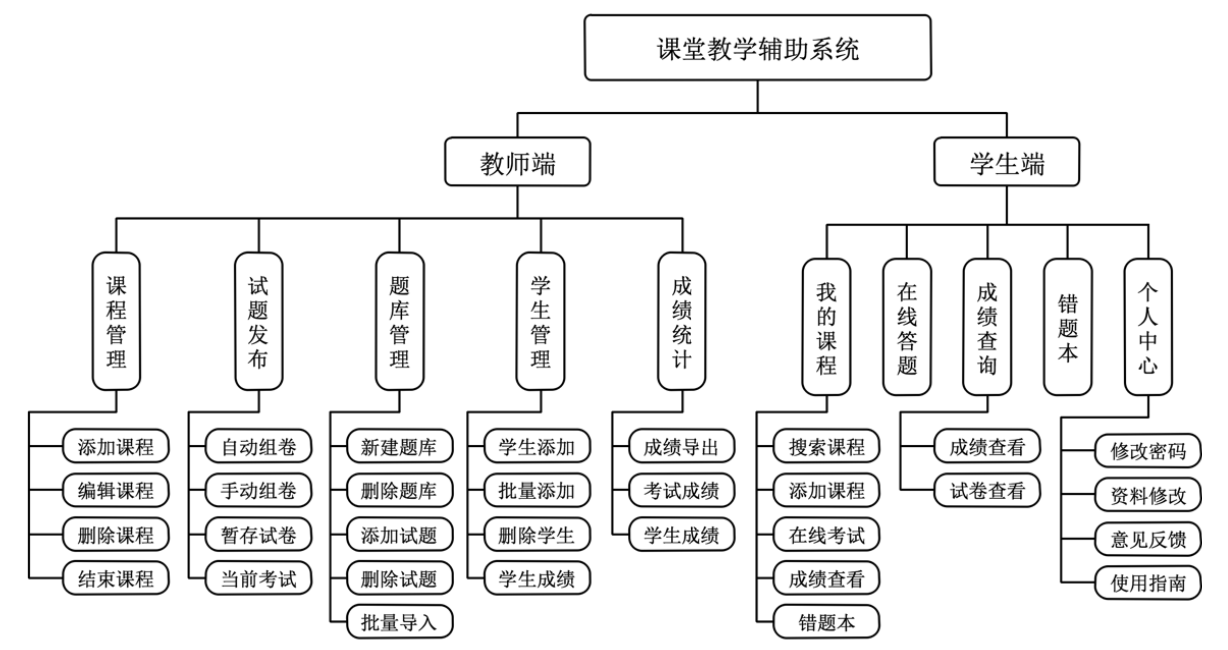 课堂教学辅助系统
教师端
学生端
课程管理
试题发布
题库管理
学生管理
成绩统计
我的课程
在线答题
成绩查询
错题本
个人中心
添加课程
编辑课程
删除课程
结束课程
自动组卷
手动组卷
暂存试卷
当前考试
新建题库
删除题库
添加试题
删除试题
批量导入
学生添加
批量添加
删除学生
学生成绩
成绩导出
考试成绩
学生成绩
搜索课程
添加课程
在线考试
成绩查看
错题本
成绩查看
试卷查看
修改密码
资料修改
意见反馈
使用指南